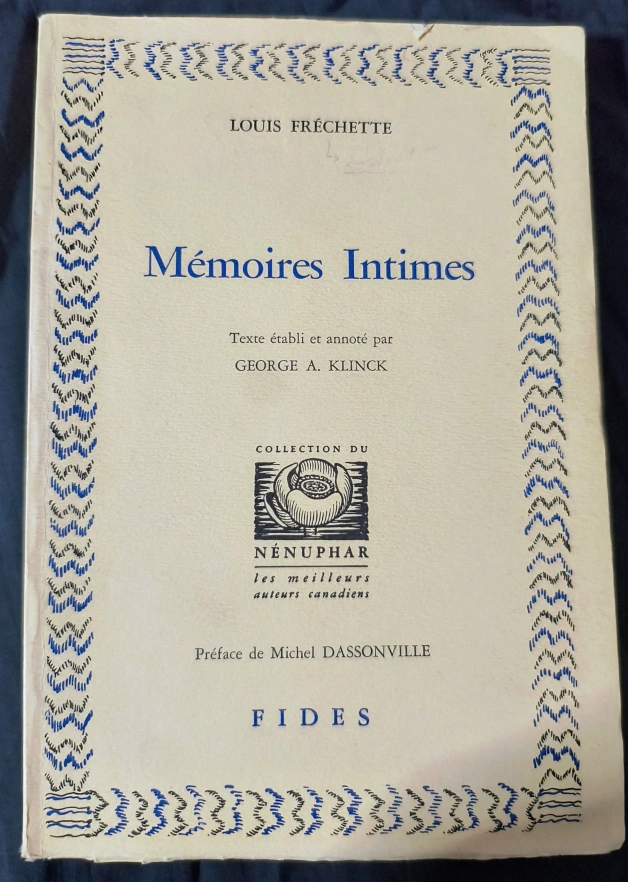 LOUIS FRÉCHETTE
Mémoires Intimes
Texte établi et annoté par
GEORGE A. KLINCK
COLLECTION DU
NÉNUPHAR
les meilleurs
auteurs canadiens
Préface de Michel DASSONVILLE
FIDES